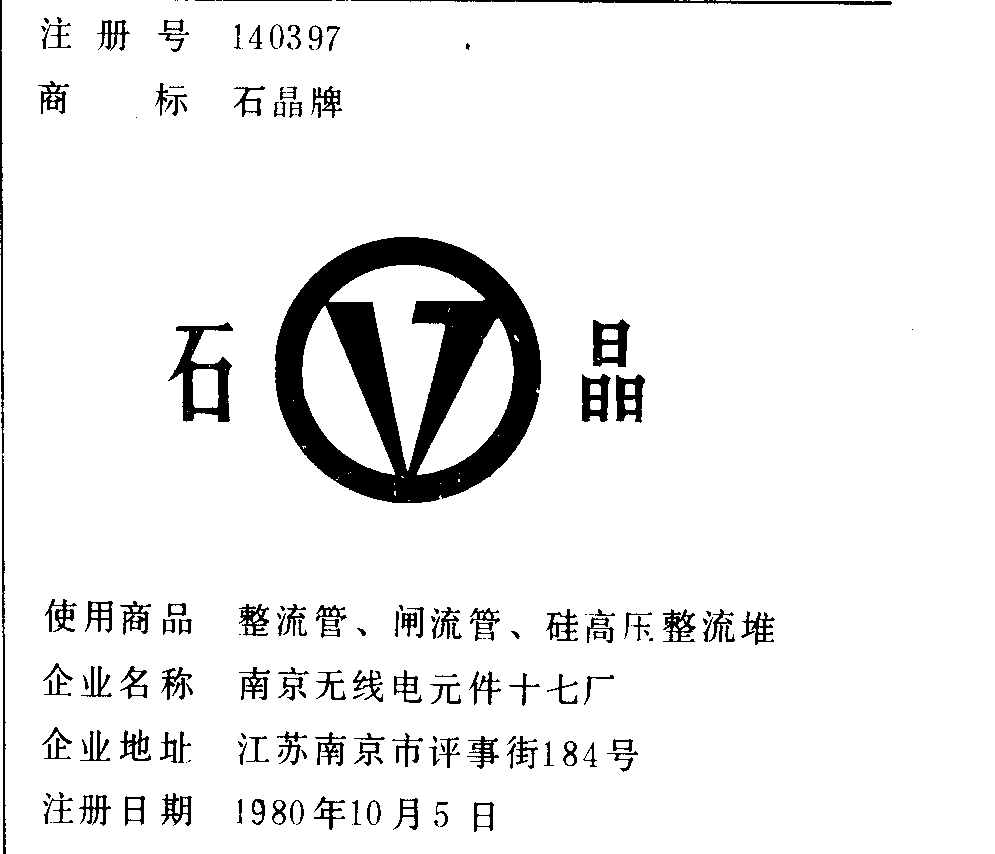 注册号 140397
商标 石晶牌
石 V 晶
使用商品 整流管、闸流管、硅高压整流堆
企业名称 南京无线电元件十七厂
企业地址 江苏南京市评事街184号
注册日期 1980年10月5日